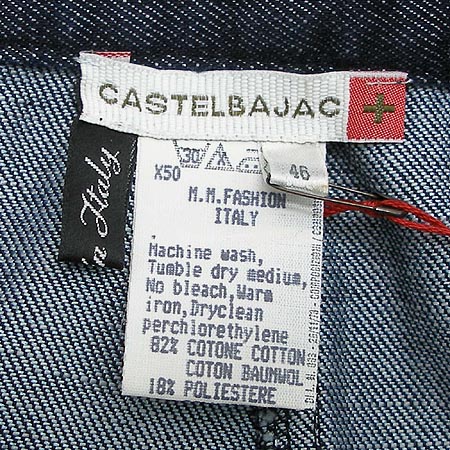 CASTELBAJAC
Italy
30
X50
46
M.M.FASHION
ITALY
Machine wash,
Tumble dry medium,
No bleach,Warm
iron,Dryclean
perchlorethylene
82% COTONE COTTON
COTON BAUMWOL
18% POLIESTERE